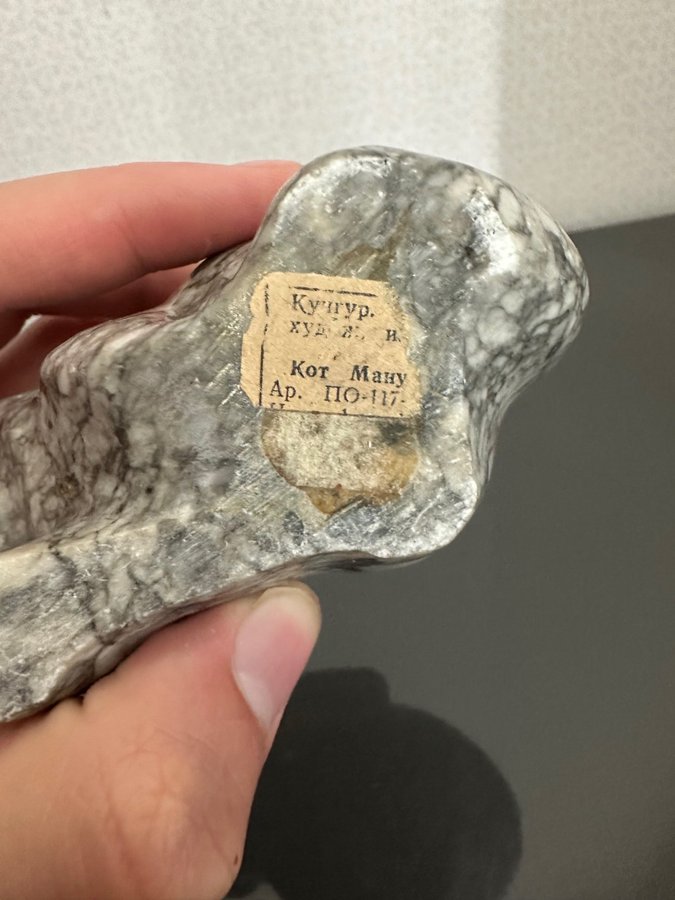 Кунгур.
худ ж. и.
Кот Ману
Ар. ПО-117-